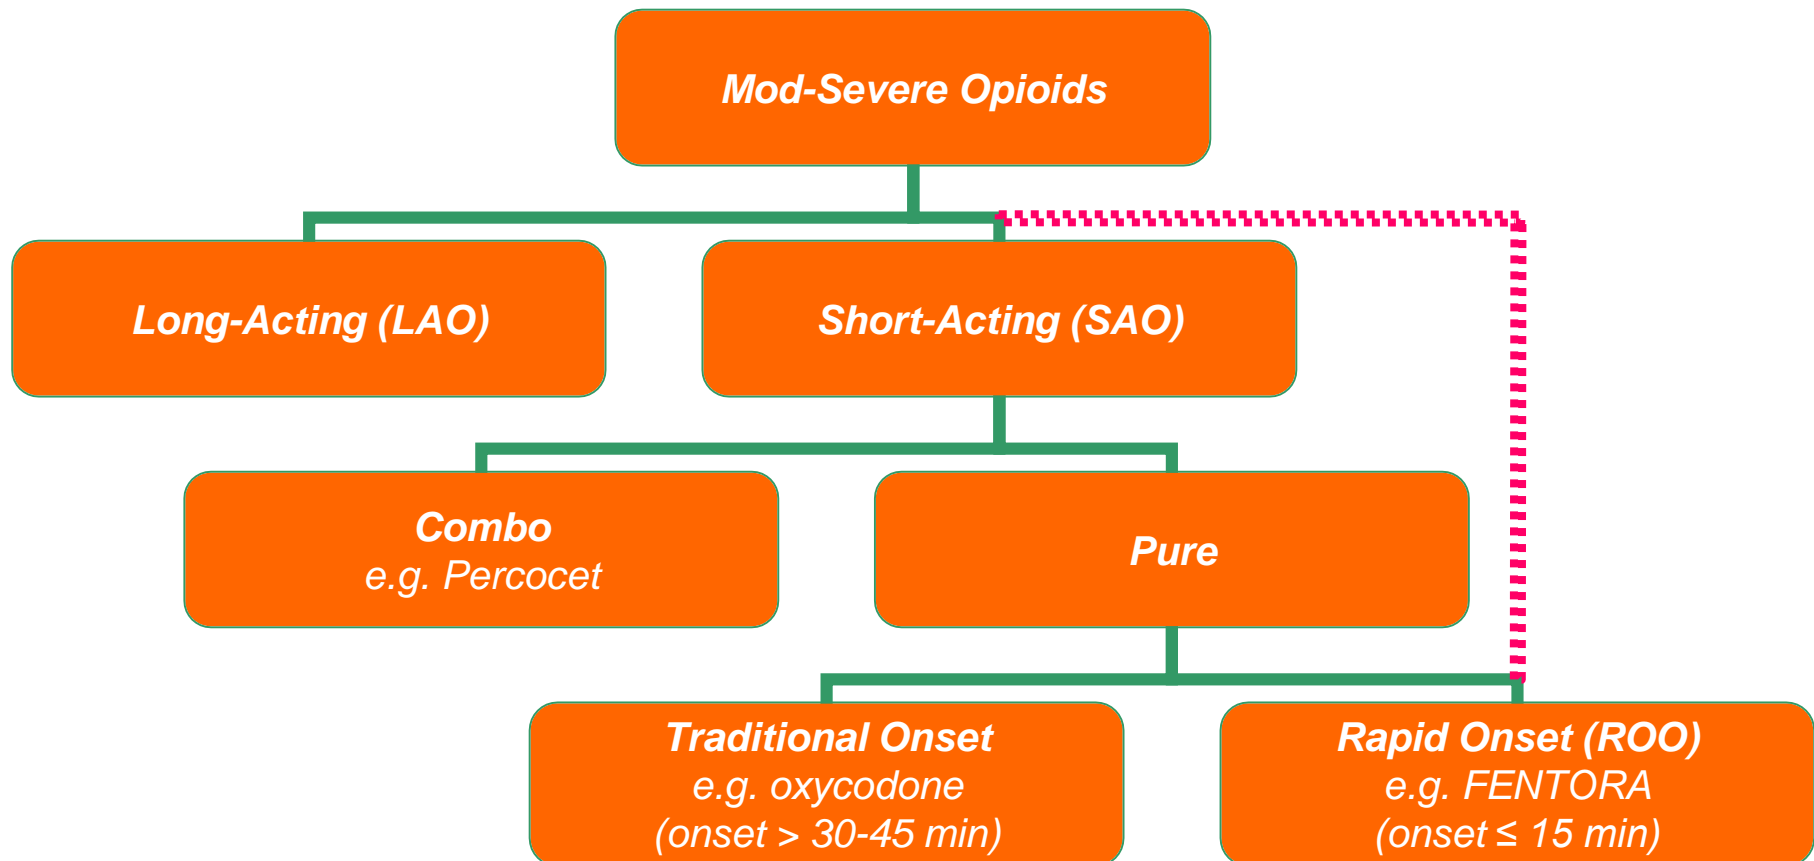 Mod-Severe Opioids
Long-Acting (LAO)
Short-Acting (SAO)
Combo
e.g. Percocet
Pure
Traditional Onset
e.g. oxycodone
(onset > 30-45 min)
Rapid Onset (ROO)
e.g. FENTORA
(onset ≤ 15 min)